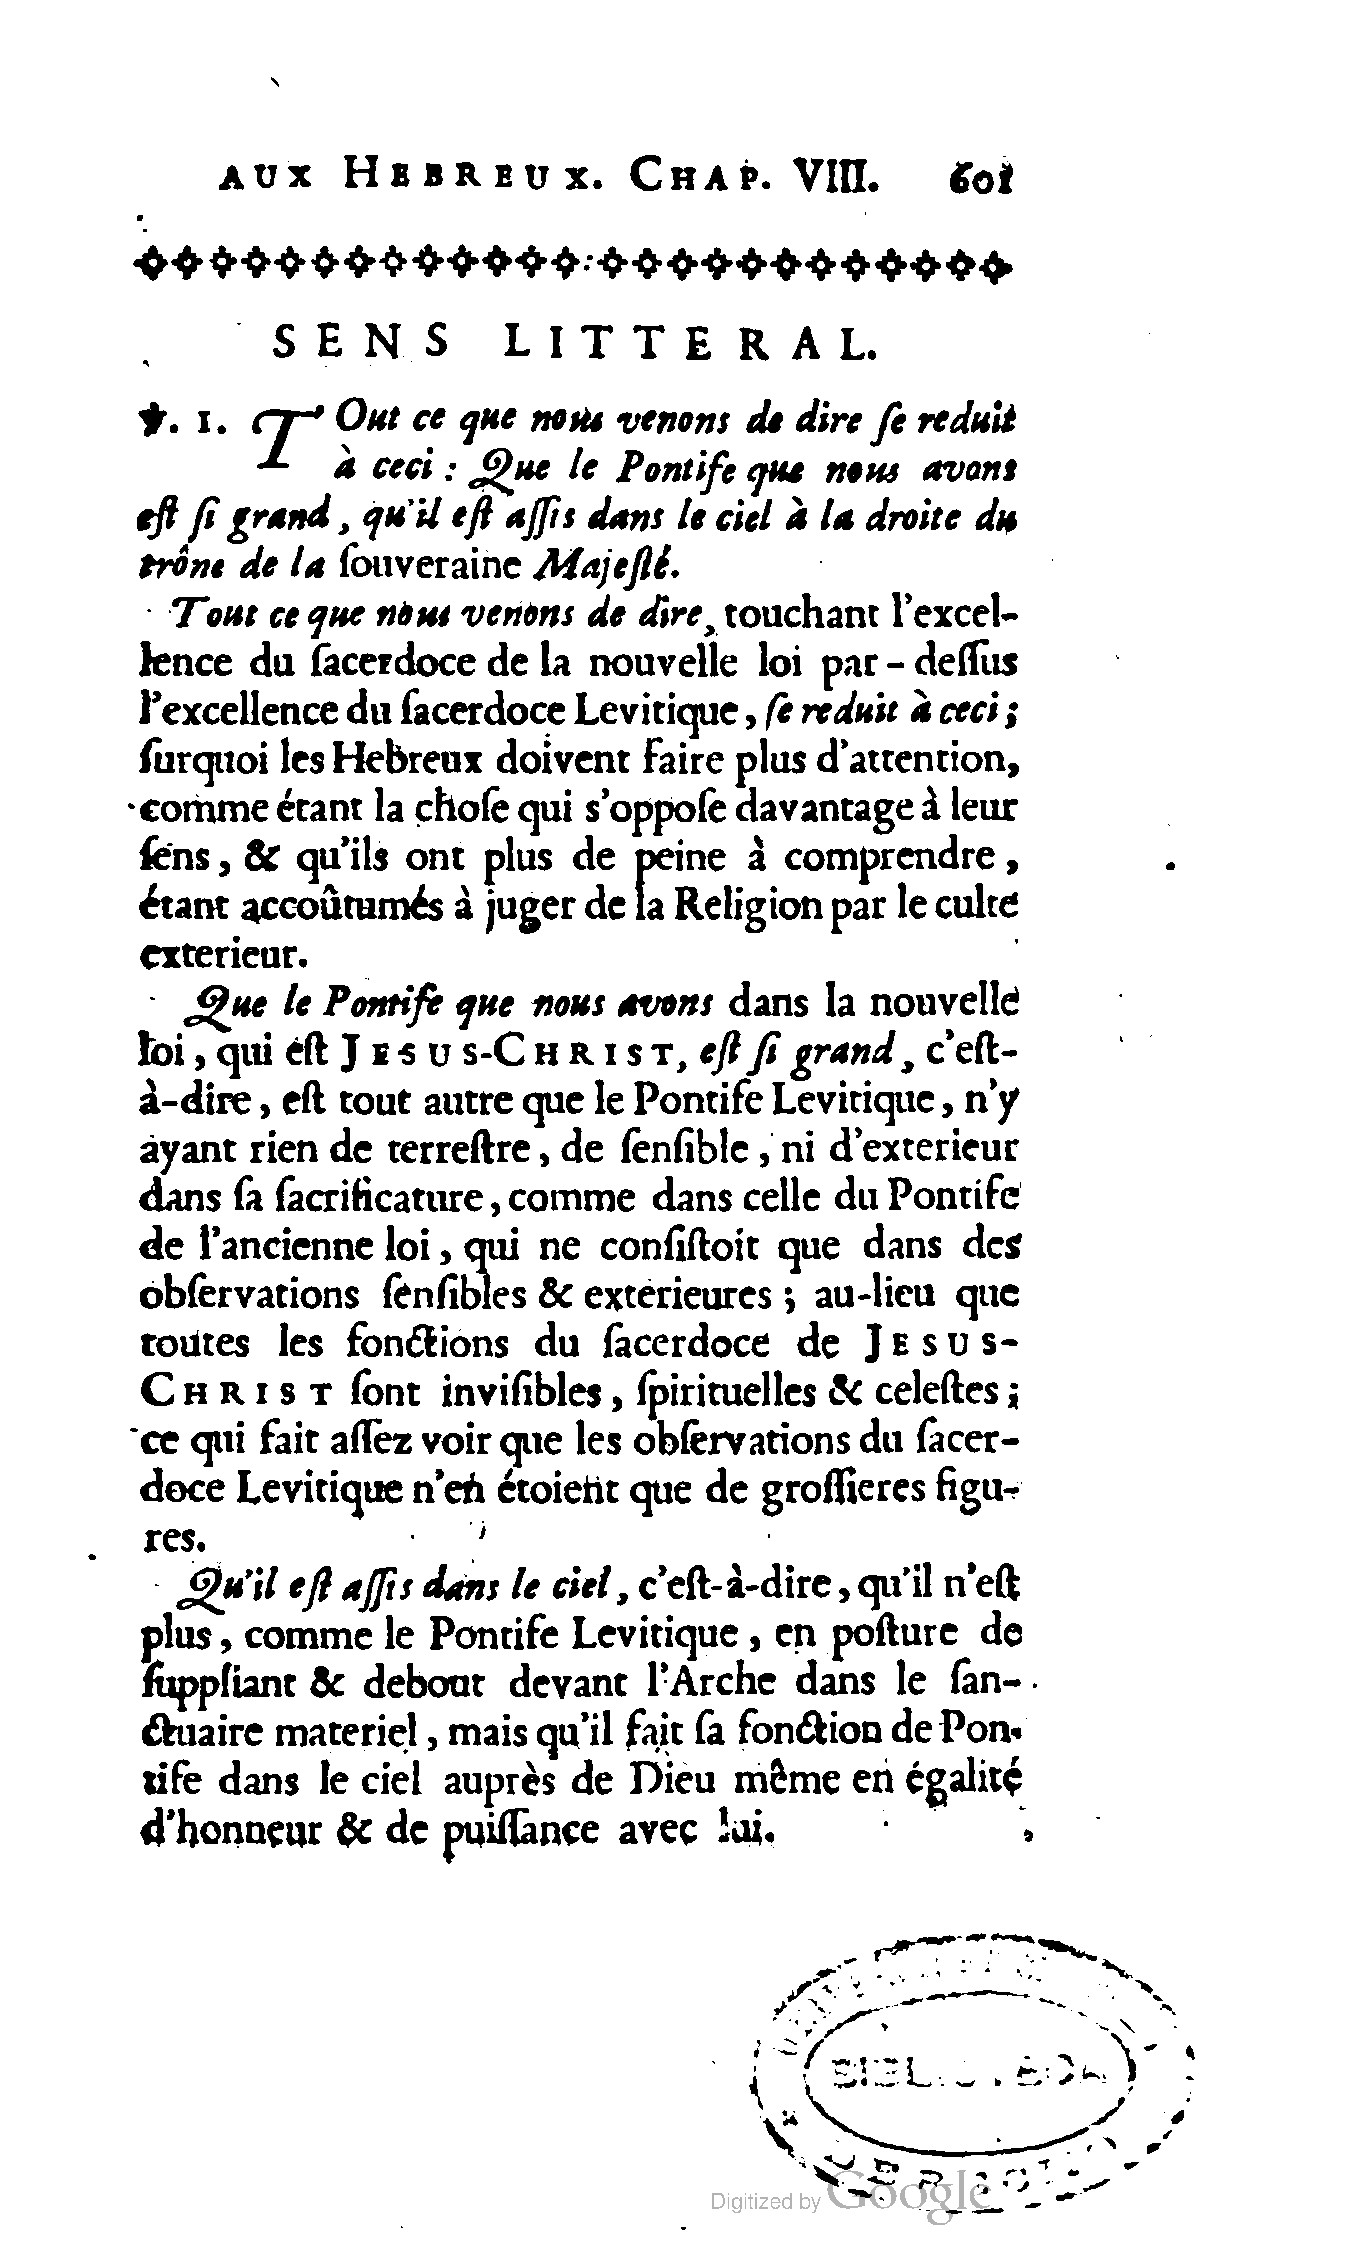 AUX HEBREUX. CHAP. VIII. 601
SENS LITTERAL.
℣. 1. TOut ce que nous venons de dire ſe reduit
à ceci : Que le Pontife que nous avons
eſt ſi grand, qu'il eſt aſſis dans le ciel à la droite du
trône de la ſouveraine Majeſté.
Tout ce que nous venons de dire, touchant l'excel-
lence du ſacerdoce de la nouvelle loi par-deſſus
l'excellence du ſacerdoce Levitique, ſe reduit à ceci ;
ſurquoi les Hebreux doivent faire plus d'attention,
comme étant la choſe qui s'oppoſe davantage à leur
ſens, & qu'ils ont plus de peine à comprendre,
étant accoûtumés à juger de la Religion par le culte
exterieur.
Que le Pontife que nous avons dans la nouvelle
loi, qui eſt JESUS-CHRIST, eſt ſi grand, c'eſt-
à-dire, eſt tout autre que le Pontife Levitique, n'y
ayant rien de terreſtre, de ſenſible, ni d'exterieur
dans ſa ſacrificature, comme dans celle du Pontife
de l'ancienne loi, qui ne conſiſtoit que dans des
obſervations ſenſibles & exterieures ; au-lieu que
toutes les fonctions du ſacerdoce de JESUS-
CHRIST ſont inviſibles, ſpirituelles & celeſtes ;
ce qui fait aſſez voir que les obſervations du ſacer-
doce Levitique n'en étoient que de groſſieres figu-
res.
Qu'il eſt aſſis dans le ciel, c'eſt-à-dire, qu'il n'eſt
plus, comme le Pontife Levitique, en poſture de
ſuppliant & debout devant l'Arche dans le ſan-
ctuaire materiel, mais qu'il fait ſa fonction de Pon-
tife dans le ciel auprès de Dieu même en égalité
d'honneur & de puiſſance avec lui.
BIBLIOTECA
Digitized by Google